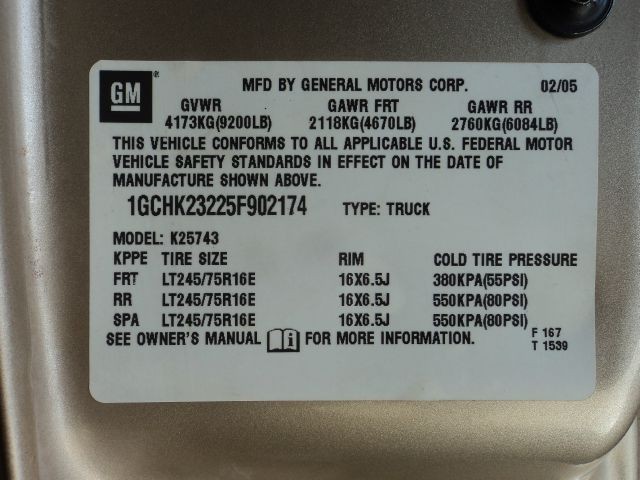 GM ® MFD BY GENERAL MOTORS CORP. 02/05
GVWR GAWR FRT GAWR RR
4173KG(9200LB) 2118KG(4670LB) 2760KG(6084LB)
THIS VEHICLE CONFORMS TO ALL APPLICABLE U.S. FEDERAL MOTOR
VEHICLE SAFETY STANDARDS IN EFFECT ON THE DATE OF
MANUFACTURE SHOWN ABOVE.
1GCHK23225F902174 TYPE: TRUCK
MODEL: K25743
KPPE TIRE SIZE RIM COLD TIRE PRESSURE
FRT LT245/75R16E 16X6.5J 380KPA(55PSI)
RR LT245/75R16E 16X6.5J 550KPA(80PSI)
SPA LT245/75R16E 16X6.5J 550KPA(80PSI)
SEE OWNER'S MANUAL i FOR MORE INFORMATION. F 167
T 1539